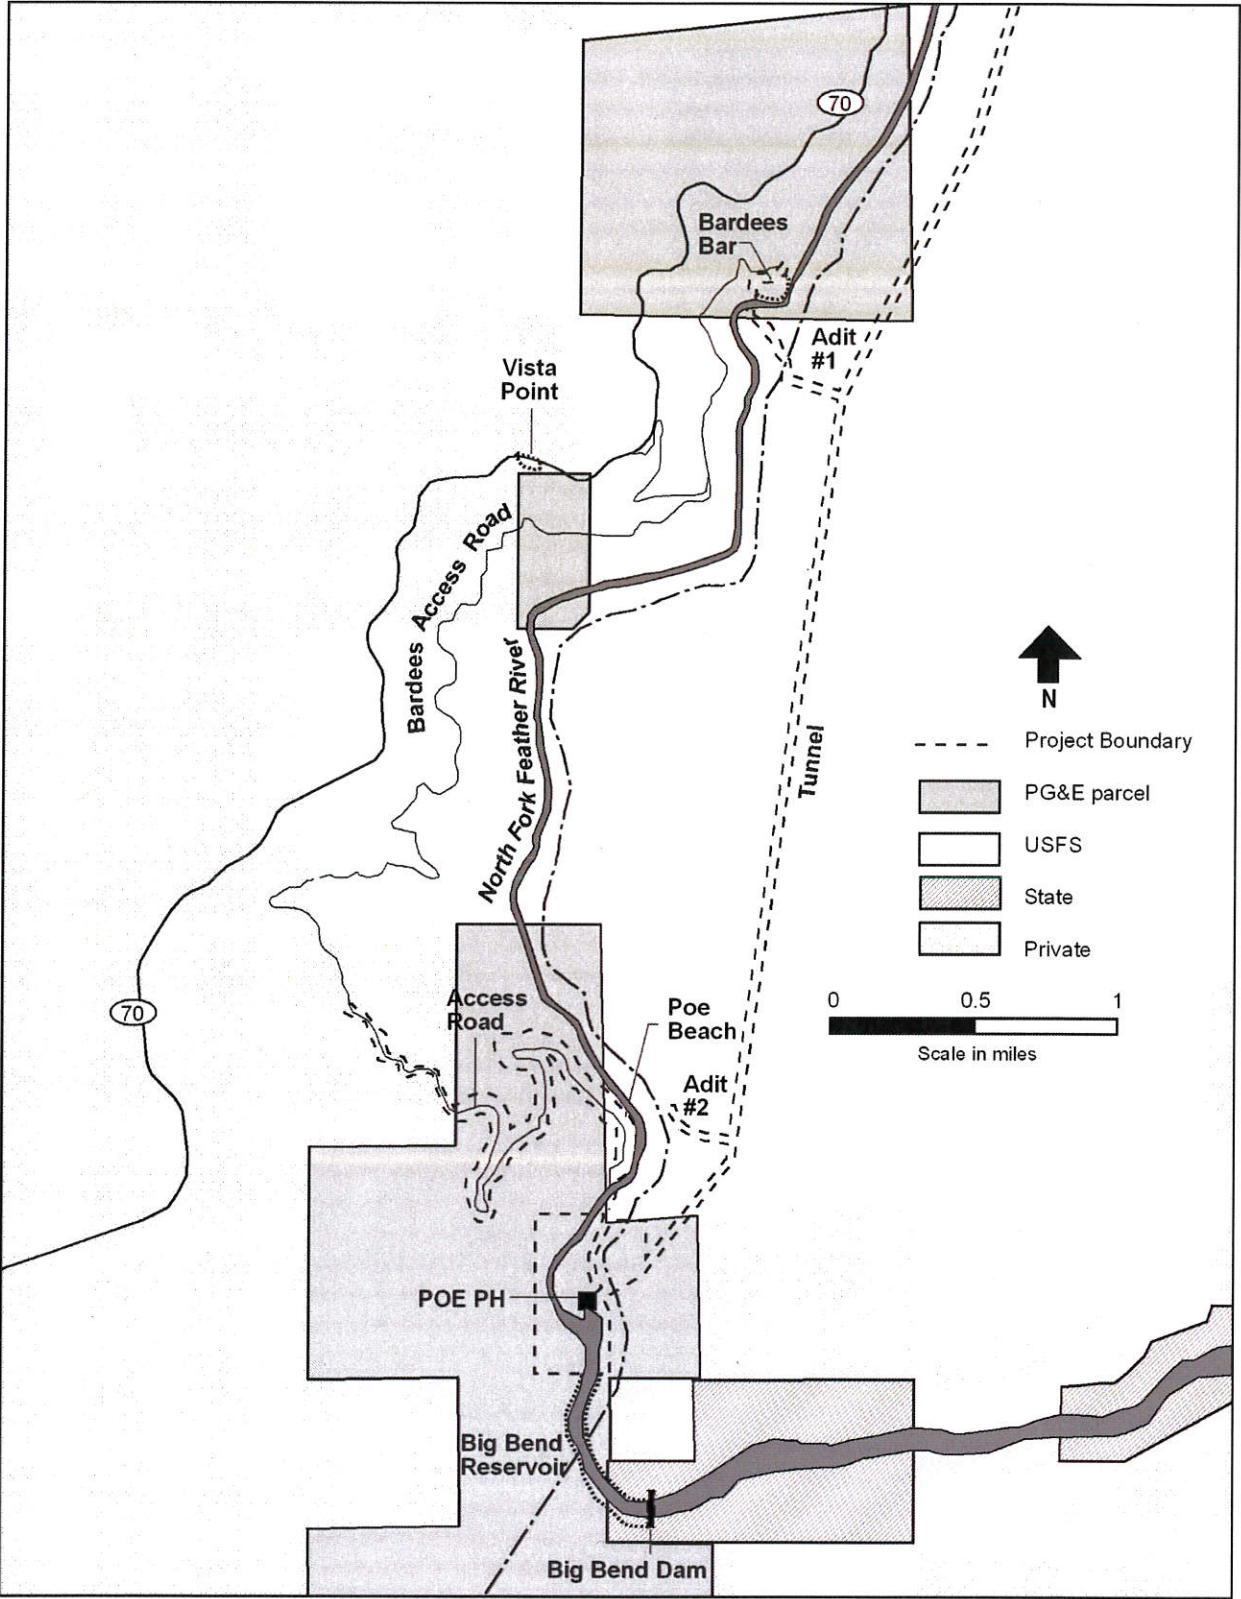 70
Bardees
Bar
Adit
#1
Vista
Point
Bardees Access Road
North Fork Feather River
Tunnel
N
Project Boundary
PG&E parcel
USFS
State
Private
0 0.5 1
Scale in miles
70
Access
Road
Poe
Beach
Adit
#2
POE PH
Big Bend
Reservoir
Big Bend Dam